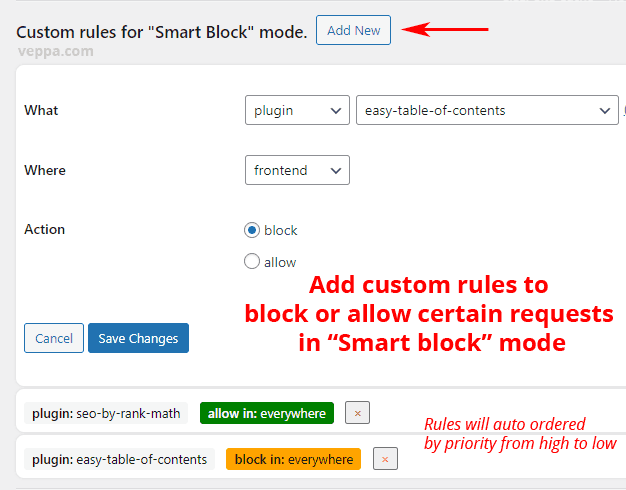 Custom rules for "Smart Block" mode. Add New
veppa.com
What plugin easy-table-of-contents
Where frontend
Action block
allow
Add custom rules to
block or allow certain requests
in “Smart block” mode
Cancel Save Changes
plugin: seo-by-rank-math allow in: everywhere ×
Rules will auto ordered
by priority from high to low
plugin: easy-table-of-contents block in: everywhere ×